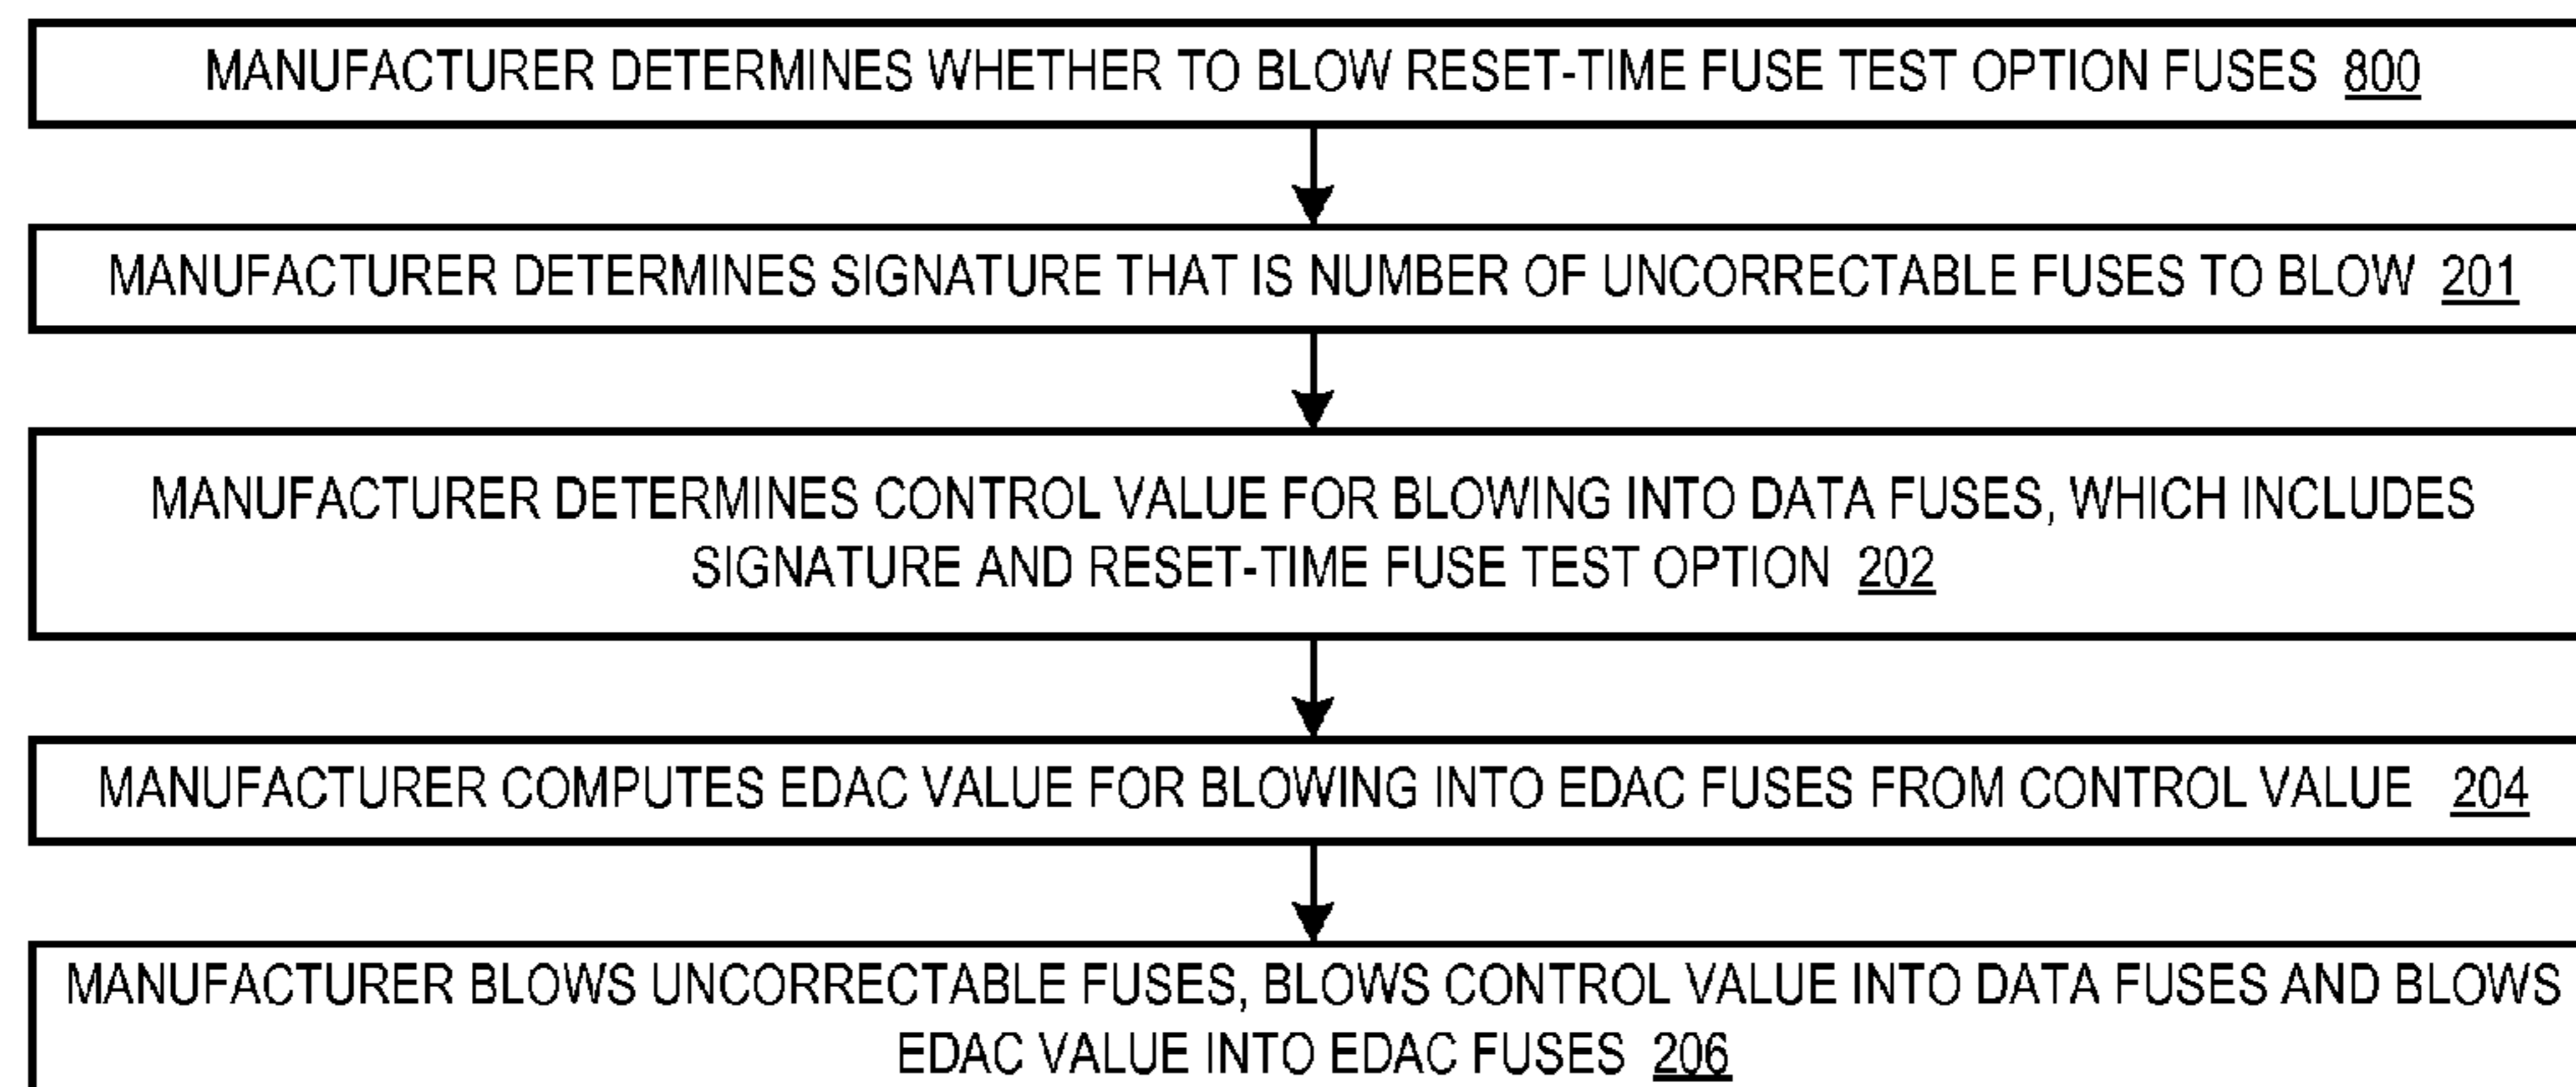 MANUFACTURER DETERMINES WHETHER TO BLOW RESET-TIME FUSE TEST OPTION FUSES 800
MANUFACTURER DETERMINES SIGNATURE THAT IS NUMBER OF UNCORRECTABLE FUSES TO BLOW 201
MANUFACTURER DETERMINES CONTROL VALUE FOR BLOWING INTO DATA FUSES, WHICH INCLUDES
SIGNATURE AND RESET-TIME FUSE TEST OPTION 202
MANUFACTURER COMPUTES EDAC VALUE FOR BLOWING INTO EDAC FUSES FROM CONTROL VALUE 204
MANUFACTURER BLOWS UNCORRECTABLE FUSES, BLOWS CONTROL VALUE INTO DATA FUSES AND BLOWS
EDAC VALUE INTO EDAC FUSES 206